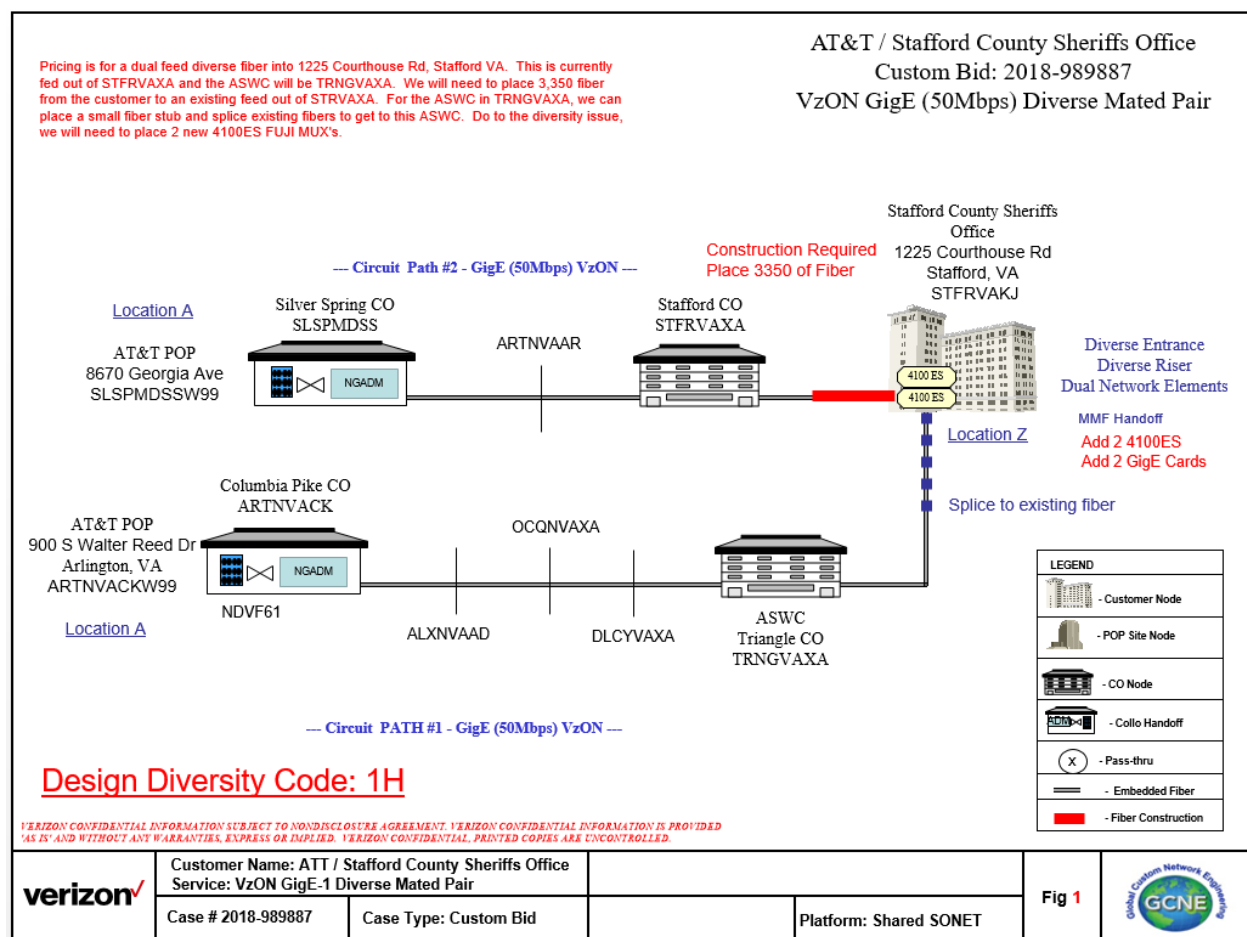 Pricing is for a dual feed diverse fiber into 1225 Courthouse Rd, Stafford VA.  This is currently
fed out of STFRVAXA and the ASWC will be TRNGVAXA.  We will need to place 3,350 fiber
from the customer to an existing feed out of STRVAXA.  For the ASWC in TRNGVAXA, we can
place a small fiber stub and splice existing fibers to get to this ASWC.  Do to the diversity issue,
we will need to place 2 new 4100ES FUJI MUX's.
AT&T / Stafford County Sheriffs Office
Custom Bid: 2018-989887
VzON GigE (50Mbps) Diverse Mated Pair
Stafford County Sheriffs
Office
1225 Courthouse Rd
Stafford, VA
STFRVAKJ
Construction Required
Place 3350 of Fiber
--- Circuit  Path #2 - GigE (50Mbps) VzON ---
Location A
AT&T POP
8670 Georgia Ave
SLSPMDSSW99
Silver Spring CO
SLSPMDSS
NGADM
ARTNVAAR
Stafford CO
STFRVAXA
4100 ES
4100 ES
Diverse Entrance
Diverse Riser
Dual Network Elements
MMF Handoff
Add 2 4100ES
Add 2 GigE Cards
Location Z
Splice to existing fiber
Columbia Pike CO
ARTNVACK
AT&T POP
900 S Walter Reed Dr
Arlington, VA
ARTNVACKW99
Location A
NGADM
NDVF61
ALXNVAAD
OCQNVAXA
DLCYVAXA
ASWC
Triangle CO
TRNGVAXA
--- Circuit  PATH #1 - GigE (50Mbps) VzON ---
LEGEND
- Customer Node
- POP Site Node
- CO Node
ADM
- Collo Handoff
X
- Pass-thru
- Embedded Fiber
- Fiber Construction
Design Diversity Code: 1H
VERIZON CONFIDENTIAL INFORMATION SUBJECT TO NONDISCLOSURE AGREEMENT. VERIZON CONFIDENTIAL INFORMATION IS PROVIDED
'AS IS' AND WITHOUT ANY WARRANTIES, EXPRESS OR IMPLIED.  VERIZON CONFIDENTIAL, PRINTED COPIES ARE UNCONTROLLED.
verizon
Customer Name: ATT / Stafford County Sheriffs Office
Service: VzON GigE-1 Diverse Mated Pair
Case # 2018-989887
Case Type: Custom Bid
Platform: Shared SONET
Fig 1
Global Custom Network Engineering
GCNE